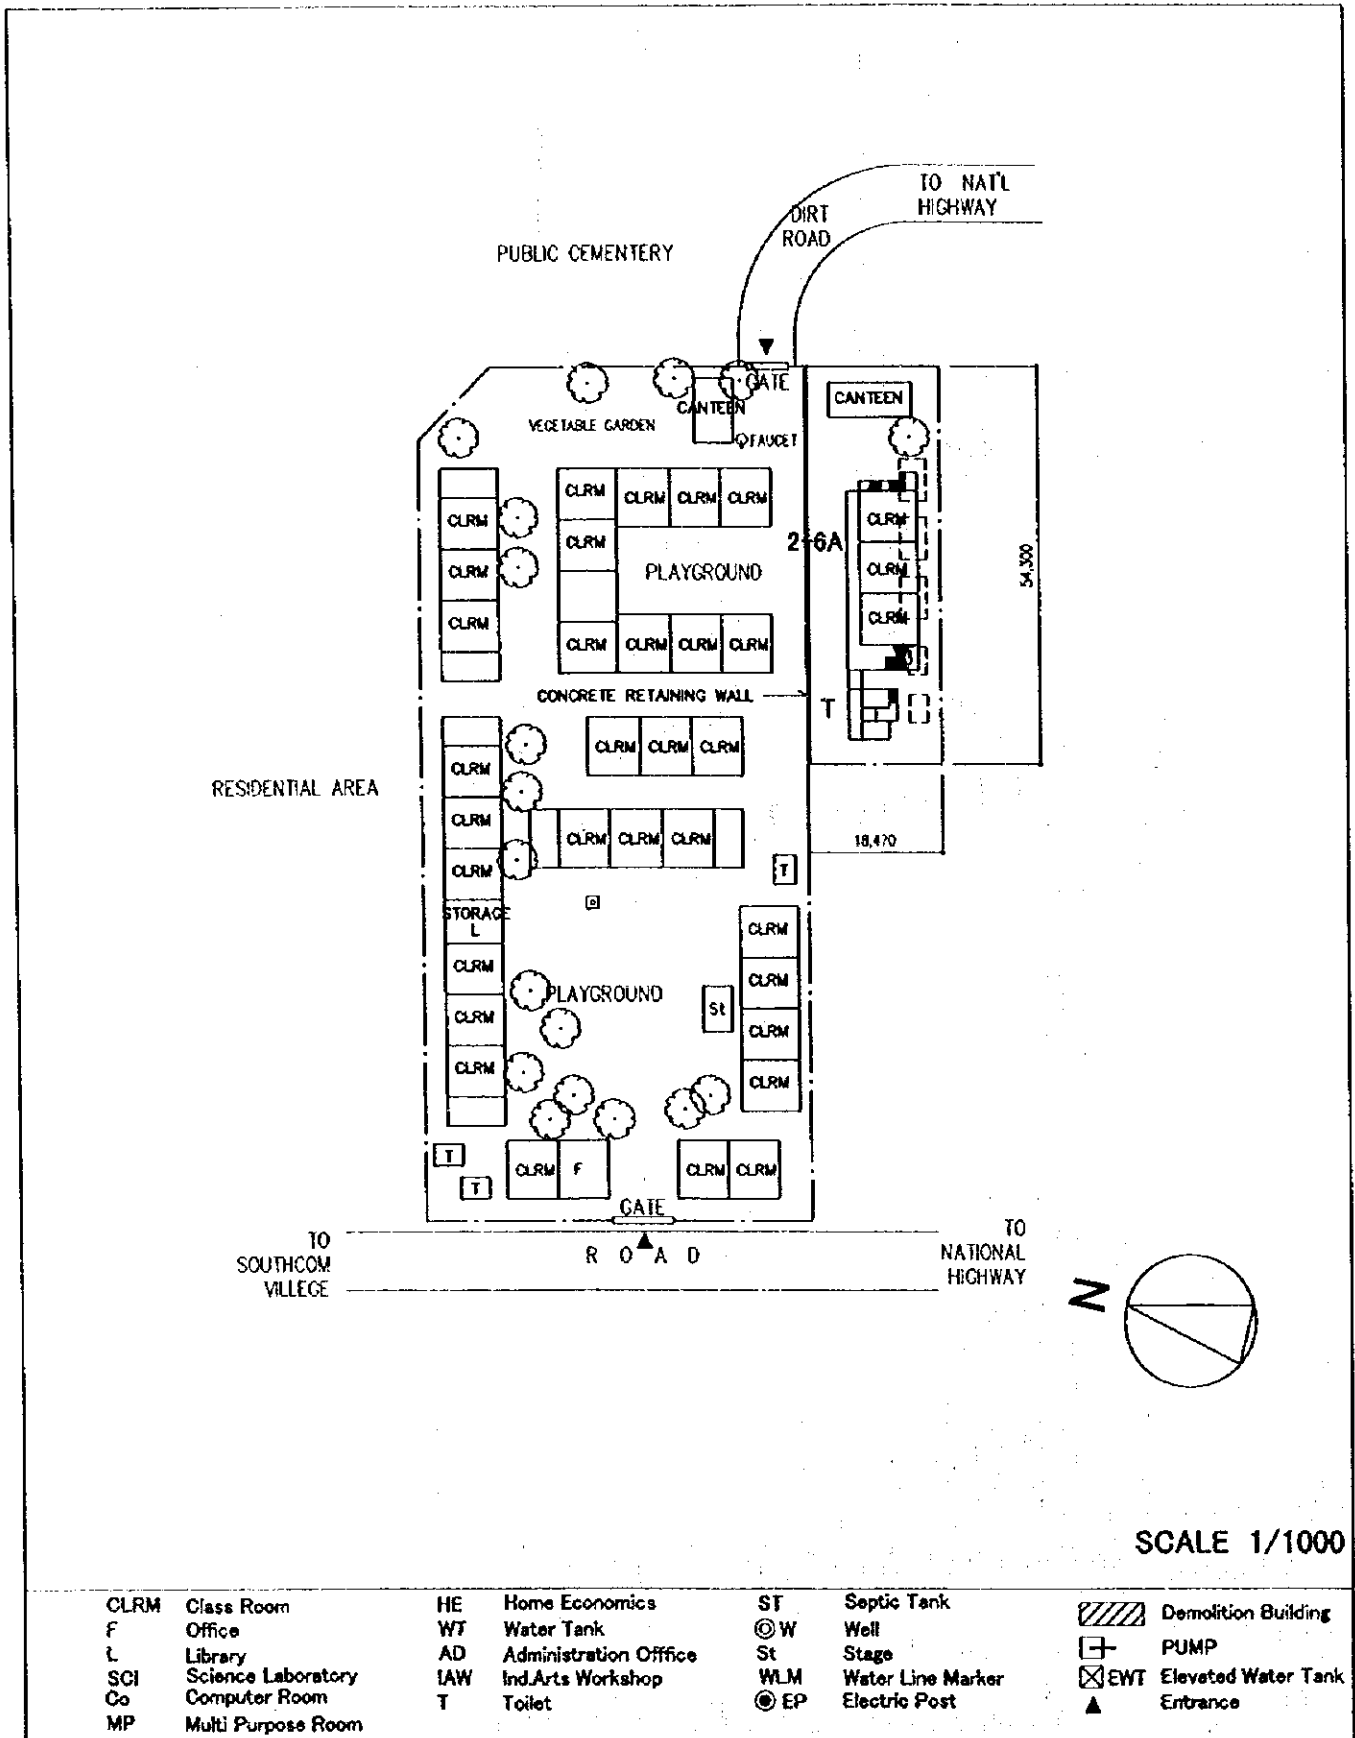 TO NAT'L
HIGHWAY
DIRT
ROAD
PUBLIC CEMENTERY
GATE
CANTEEN
CANTEEN
VEGETABLE GARDEN
FAUCET
CLRM
CLRM CLRM CLRM
CLRM
CLRM
CLRM
2-6A
CLRM
PLAYGROUND
CLRM
CLRM
54,300
CLRM
CLRM
CLRM CLRM CLRM CLRM
CONCRETE RETAINING WALL
T
CLRM CLRM CLRM
CLRM
RESIDENTIAL AREA
CLRM
CLRM CLRM CLRM
18,470
CLRM
T
STORAGE
L
CLRM
CLRM
CLRM
PLAYGROUND
St
CLRM
CLRM
CLRM
CLRM
T
T
CLRM F
CLRM CLRM
GATE
TO
SOUTHCOM
VILLEGE
R O A D
TO
NATIONAL
HIGHWAY
N
SCALE 1/1000
CLRM Class Room
F Office
L Library
SCI Science Laboratory
Co Computer Room
MP Multi Purpose Room
HE Home Economics
WT Water Tank
AD Administration Offfice
IAW Ind.Arts Workshop
T Toilet
ST Septic Tank
W Well
St Stage
WLM Water Line Marker
EP Electric Post
Demolition Building
PUMP
EWT Eleveted Water Tank
Entrance